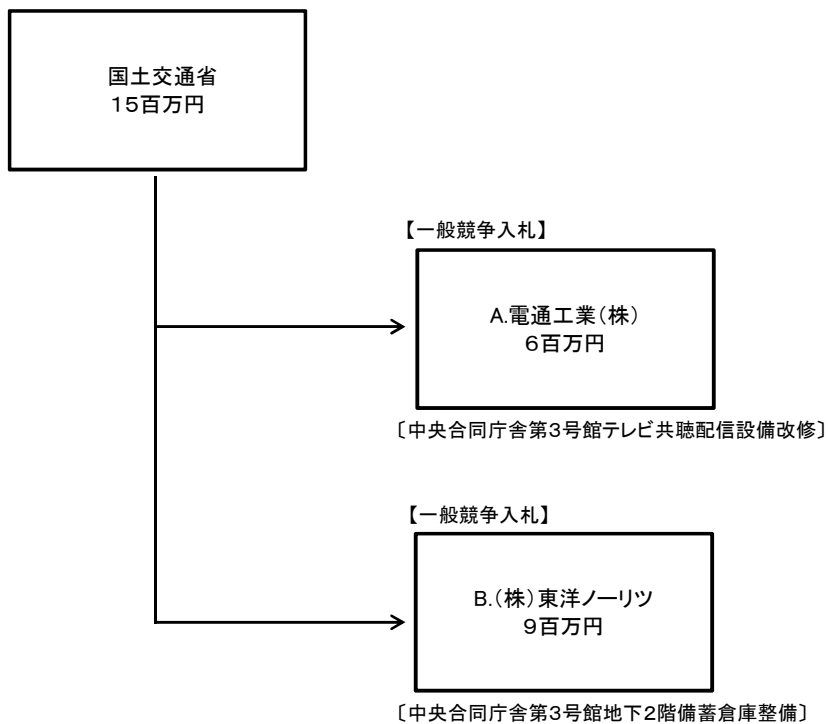 国土交通省
15百万円
【一般競争入札】
A.電通工業(株)
6百万円
〔中央合同庁舎第3号館テレビ共聴配信設備改修〕
【一般競争入札】
B.(株)東洋ノーリツ
9百万円
〔中央合同庁舎第3号館地下2階備蓄倉庫整備〕